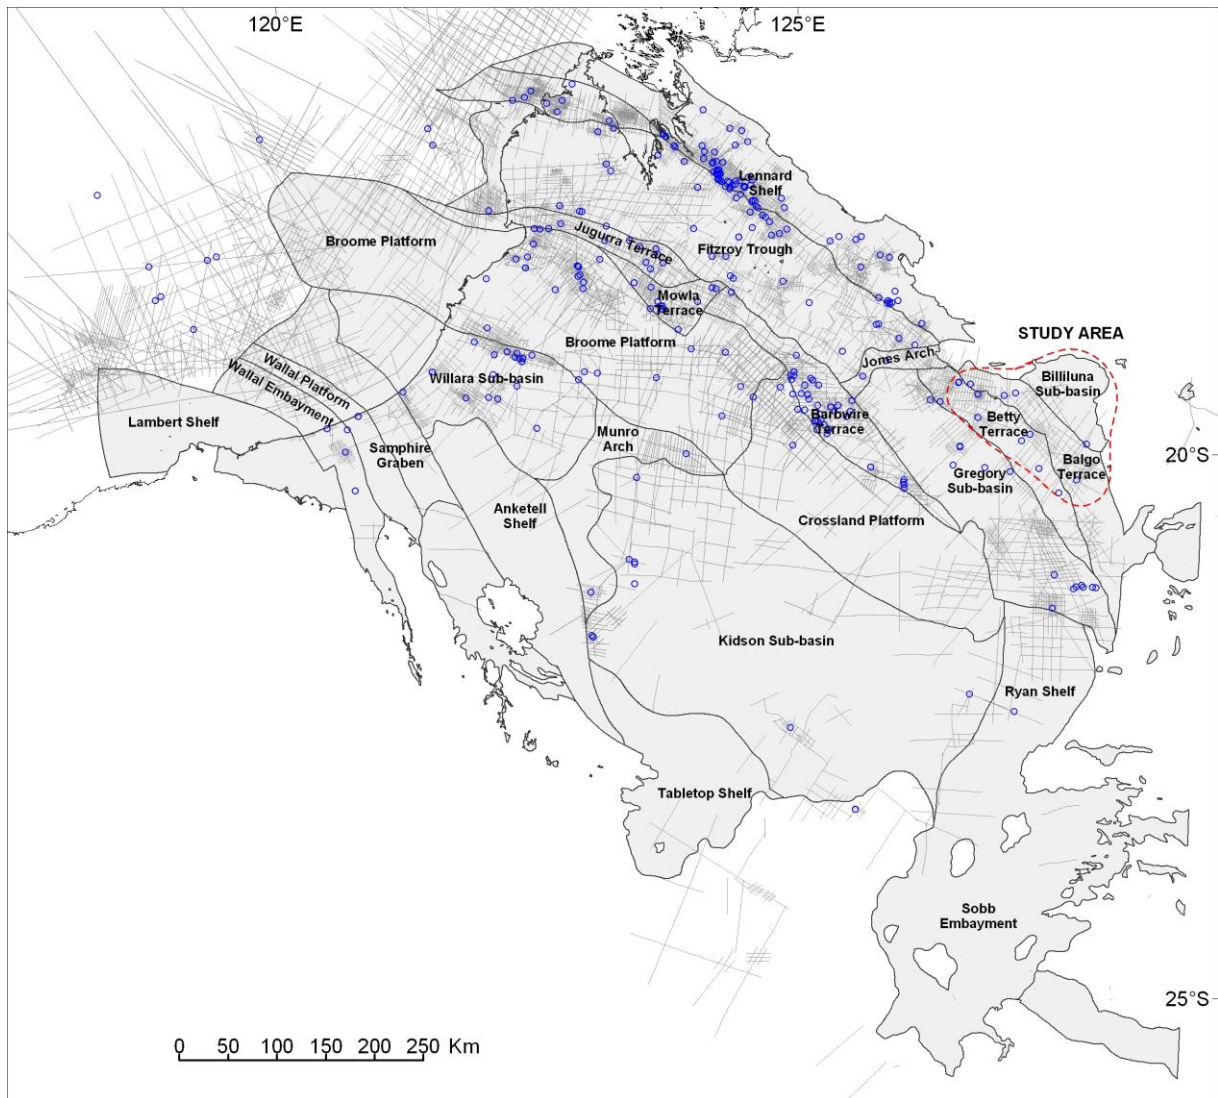 120°E
125°E
Lennard
Shelf
Jugurra Terrace
Broome Platform
Fitzroy Trough
Mowla
Terrace
STUDY AREA
Broome Platform
Jones Arch
Wallal Platform
Wallal Embayment
Willara Sub-basin
Billiluna
Sub-basin
Lambert Shelf
Barbwire
Terrace
Betty
Terrace
Munro
Arch
Samphire
Graben
Balgo
Terrace
20°S
Gregory
Sub-basin
Anketell
Shelf
Crossland Platform
Kidson Sub-basin
Ryan Shelf
Tabletop Shelf
Sobb
Embayment
25°S
0 50 100 150 200 250 Km